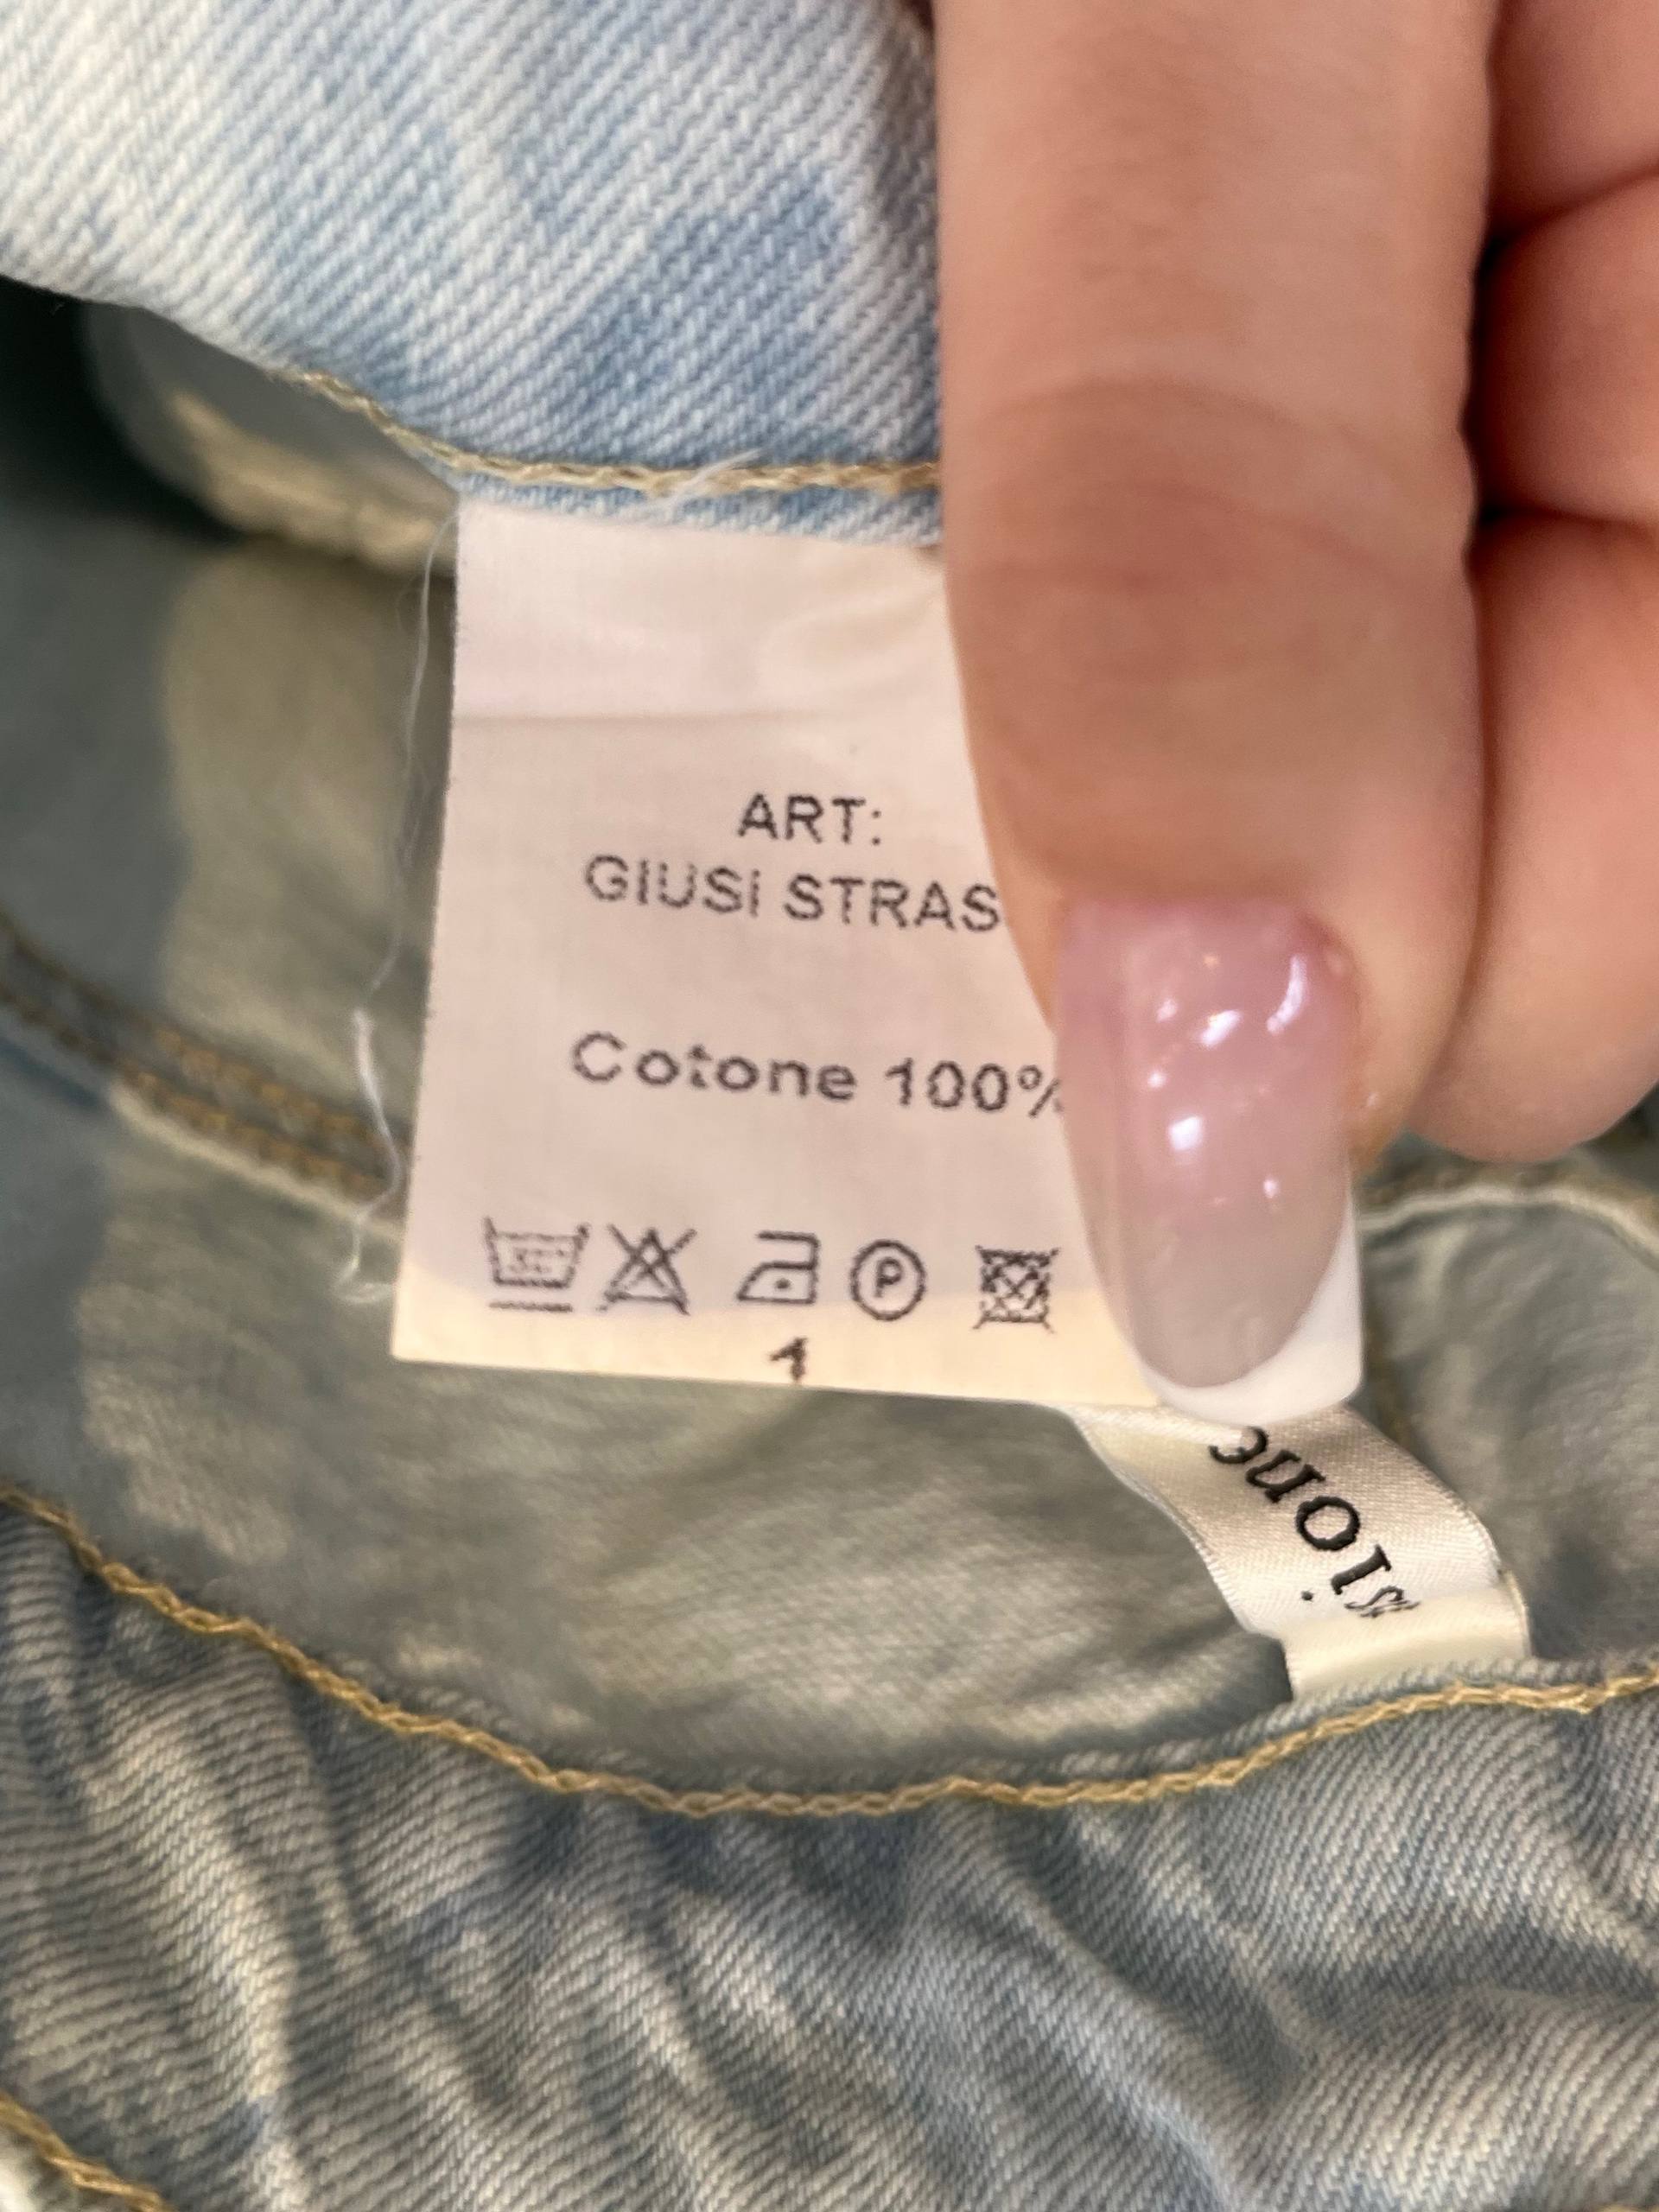 ART:
GIUSI STRAS
Cotone 100%
P
1